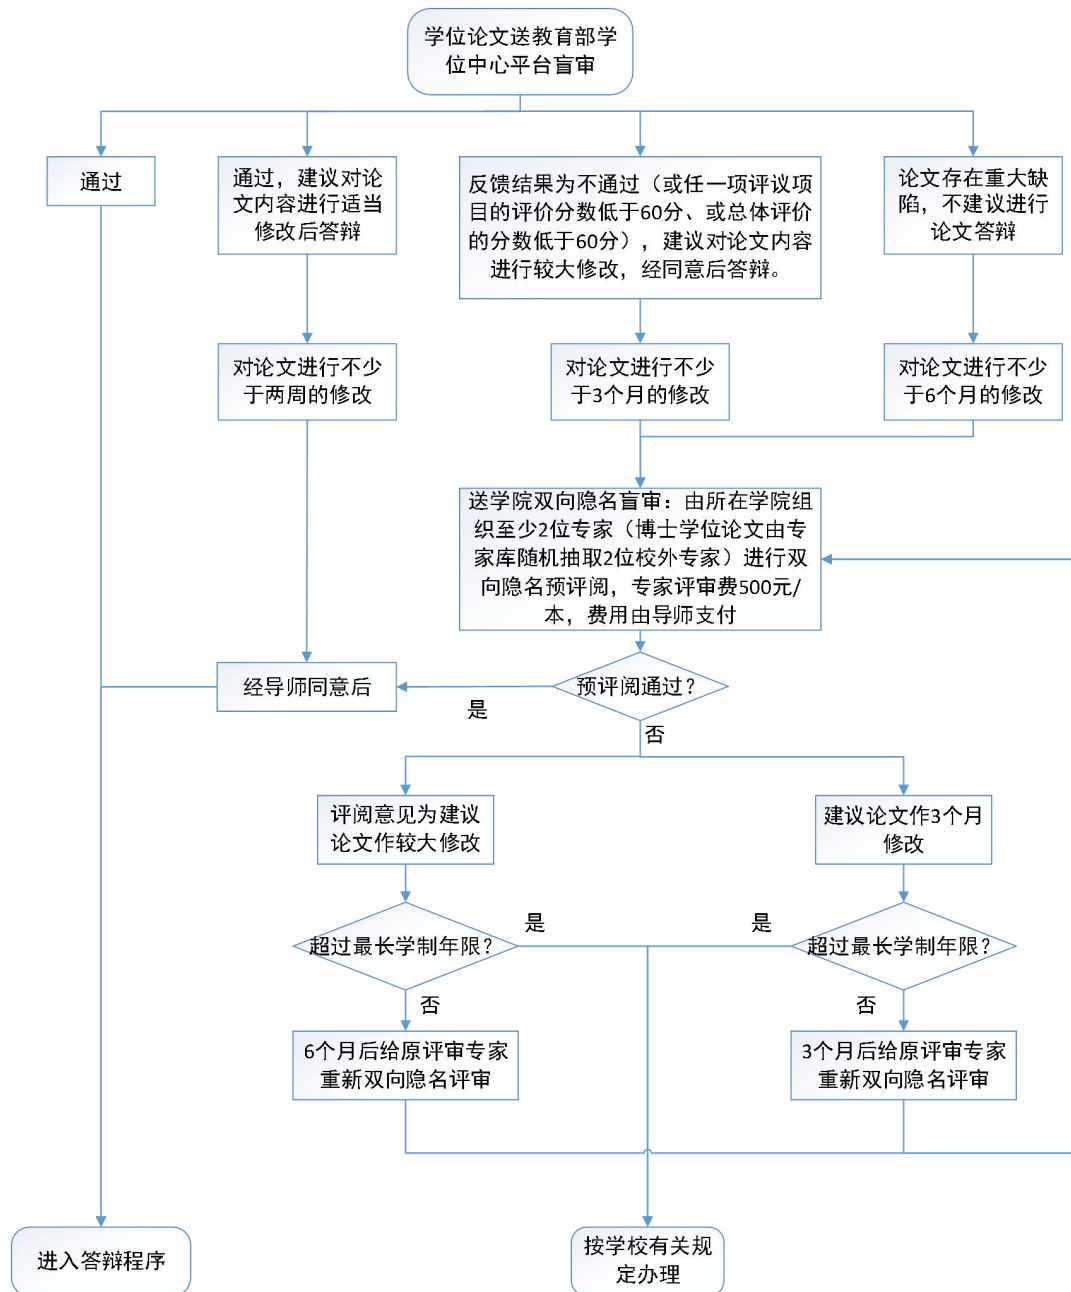 学位论文送教育部学
位中心平台盲审
通过
通过，建议对论
文内容进行适当
修改后答辩
反馈结果为不通过（或任一项评议项
目的评价分数低于60分、或总体评价
的分数低于60分），建议对论文内容
进行较大修改，经同意后答辩。
论文存在重大缺
陷，不建议进行
论文答辩
对论文进行不少
于两周的修改
对论文进行不少
于3个月的修改
对论文进行不少
于6个月的修改
送学院双向隐名盲审：由所在学院组
织至少2位专家（博士学位论文由专
家库随机抽取2位校外专家）进行双
向隐名预评阅，专家评审费500元/
本，费用由导师支付
经导师同意后
是
预评阅通过？
否
评阅意见为建议
论文作较大修改
建议论文作3个月
修改
超过最长学制年限？
是
是
超过最长学制年限？
否
否
6个月后给原评审专家
重新双向隐名评审
3个月后给原评审专家
重新双向隐名评审
进入答辩程序
按学校有关规
定办理